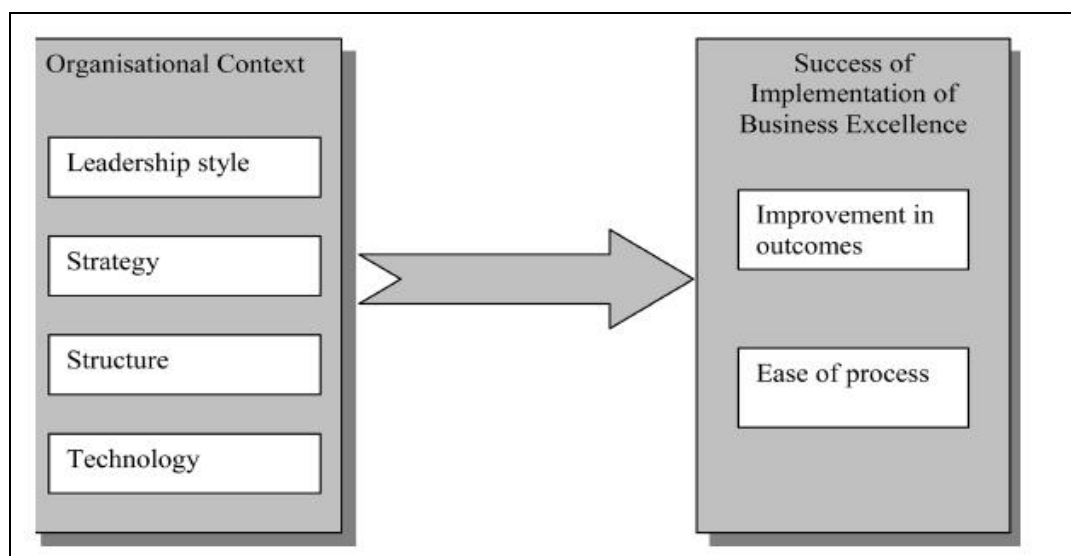 Organisational Context
Leadership style
Strategy
Structure
Technology
Success of
Implementation of
Business Excellence
Improvement in
outcomes
Ease of process